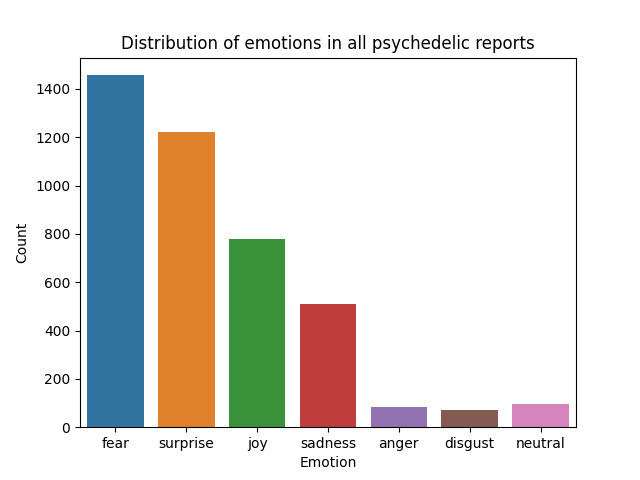 Distribution of emotions in all psychedelic reports
1400
1200
1000
800
600
400
200
0
Count
fear surprise joy sadness anger disgust neutral
Emotion